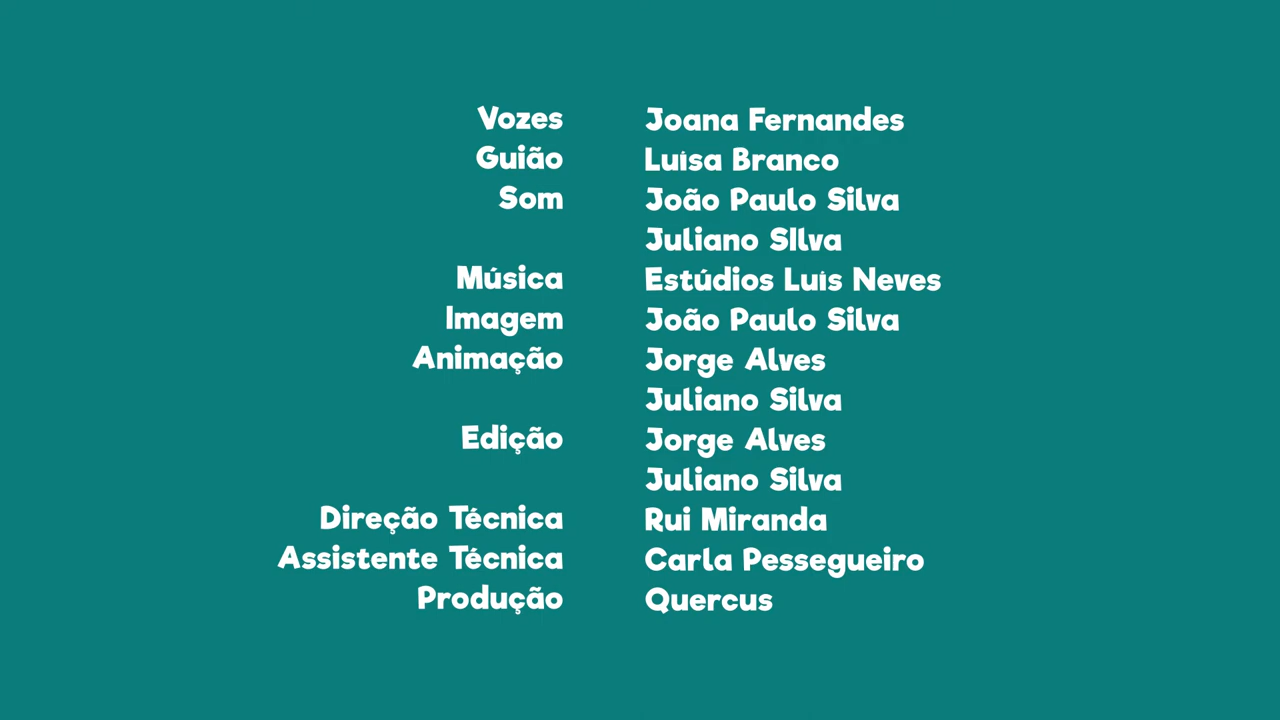 Vozes Joana Fernandes
Guião Luísa Branco
Som João Paulo Silva
Juliano SIlva
Música Estúdios Luís Neves
Imagem João Paulo Silva
Animação Jorge Alves
Juliano Silva
Edição Jorge Alves
Juliano Silva
Direção Técnica Rui Miranda
Assistente Técnica Carla Pessegueiro
Produção Quercus